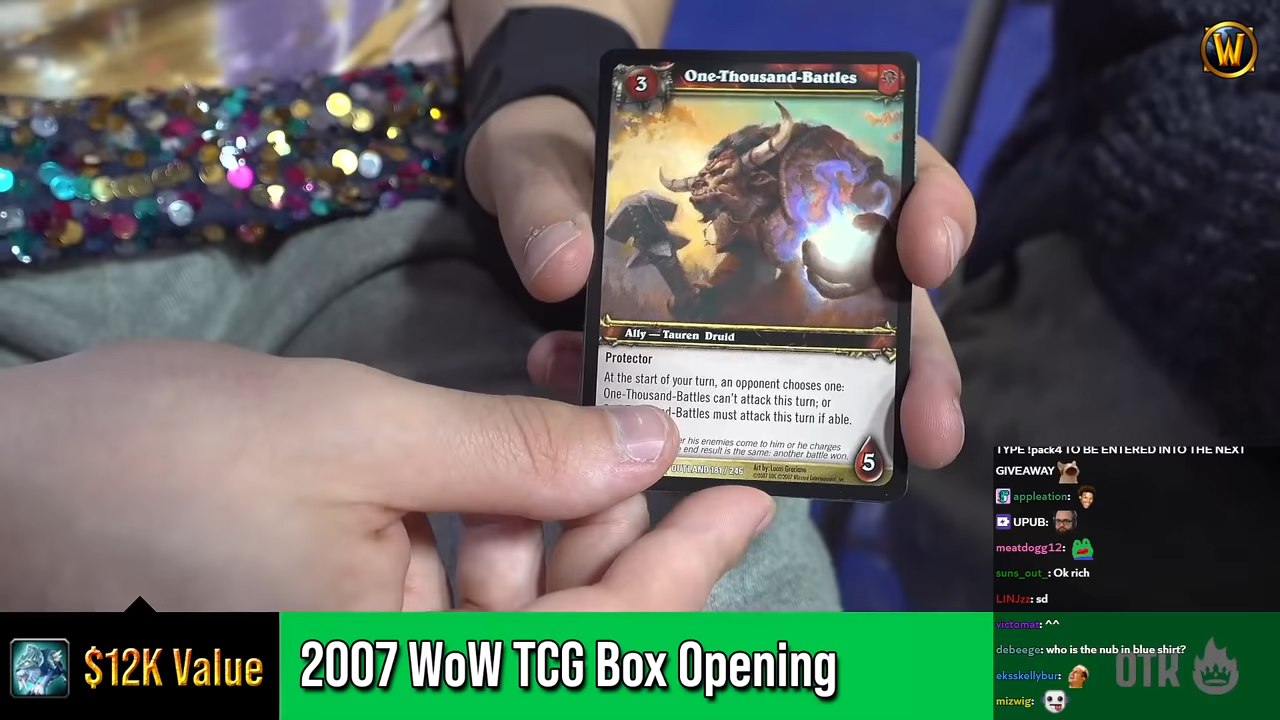 3
One-Thousand-Battles
W
Ally — Tauren Druid
Protector
At the start of your turn, an opponent chooses one:
One-Thousand-Battles can't attack this turn; or
d-Battles must attack this turn if able.
er his enemies come to him or he charges
e end result is the same: another battle won.
OUTLAND 181 / 246
Art by: Lucas Graciano
5
TYPE !pack4 TO BE ENTERED INTO THE NEXT
GIVEAWAY
appleation:
UPUB:
meatdogg12:
suns_out_: Ok rich
LINJzz: sd
victomat: ^^
debeege: who is the nub in blue shirt?
eksskellybur:
mizwig:
OTK
$12K Value
2007 WoW TCG Box Opening